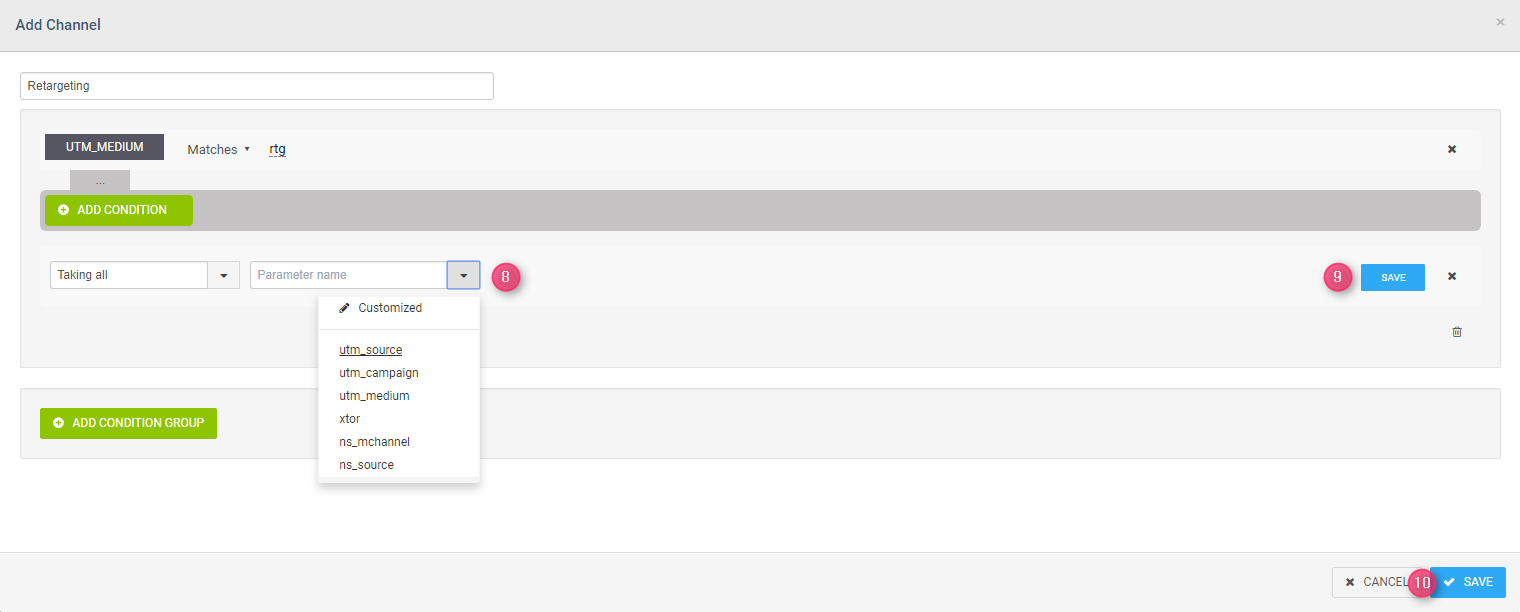 Add Channel ×
Retargeting
UTM_MEDIUM Matches rtg
...
ADD CONDITION
Taking all Parameter name 8 9 SAVE
Customized
utm_source
utm_campaign
utm_medium
xtor
ns_mchannel
ns_source
ADD CONDITION GROUP
CANCEL 10 SAVE